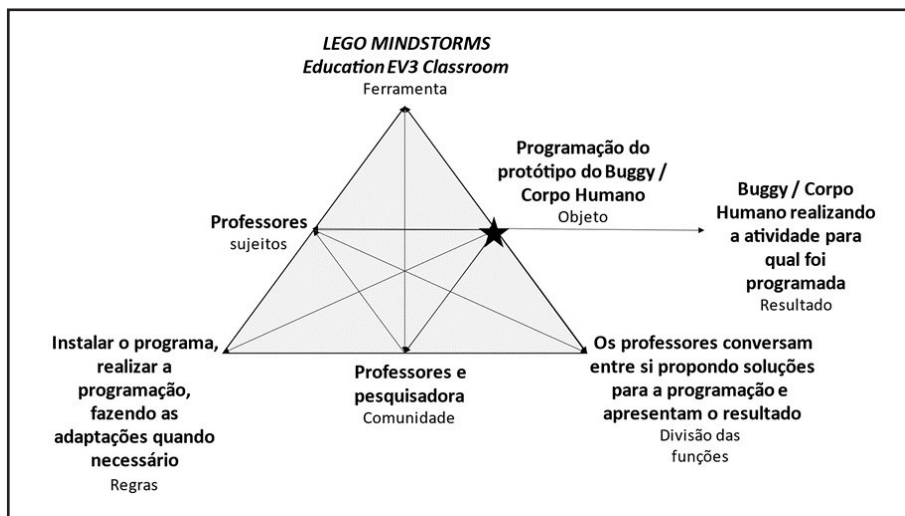 LEGO MINDSTORMS
Education EV3 Classroom
Ferramenta
Programação do
protótipo do Buggy /
Corpo Humano
Objeto
Buggy / Corpo
Humano realizando
a atividade para
qual foi
programada
Resultado
Professores
sujeitos
Instalar o programa,
realizar a
programação,
fazendo as
adaptações quando
necessário
Regras
Professores e
pesquisadora
Comunidade
Os professores conversam
entre si propondo soluções
para a programação e
apresentam o resultado
Divisão das
funções